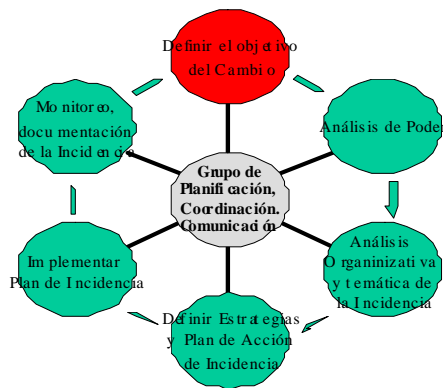 Definir el objetivo
del Cambio
Análisis de Poder
Análisis
Organinizativa
y temática de
la Incidencia
Definir Estrategias
y Plan de Acción
de Incidencia
Implementar
Plan de Incidencia
Monitoreo,
documentación
de la Incidencia
Grupo de
Planificación,
Coordinación.
Comunicación